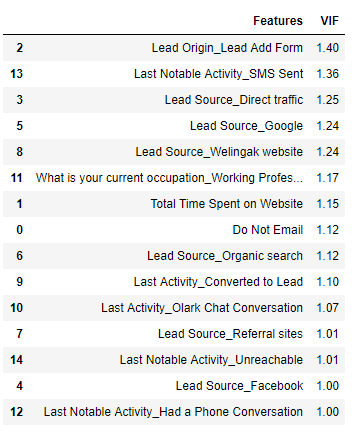 Features VIF
2 Lead Origin_Lead Add Form 1.40
13 Last Notable Activity_SMS Sent 1.36
3 Lead Source_Direct traffic 1.25
5 Lead Source_Google 1.24
8 Lead Source_Welingak website 1.24
11 What is your current occupation_Working Profes... 1.17
1 Total Time Spent on Website 1.15
0 Do Not Email 1.12
6 Lead Source_Organic search 1.12
9 Last Activity_Converted to Lead 1.10
10 Last Activity_Olark Chat Conversation 1.07
7 Lead Source_Referral sites 1.01
14 Last Notable Activity_Unreachable 1.01
4 Lead Source_Facebook 1.00
12 Last Notable Activity_Had a Phone Conversation 1.00